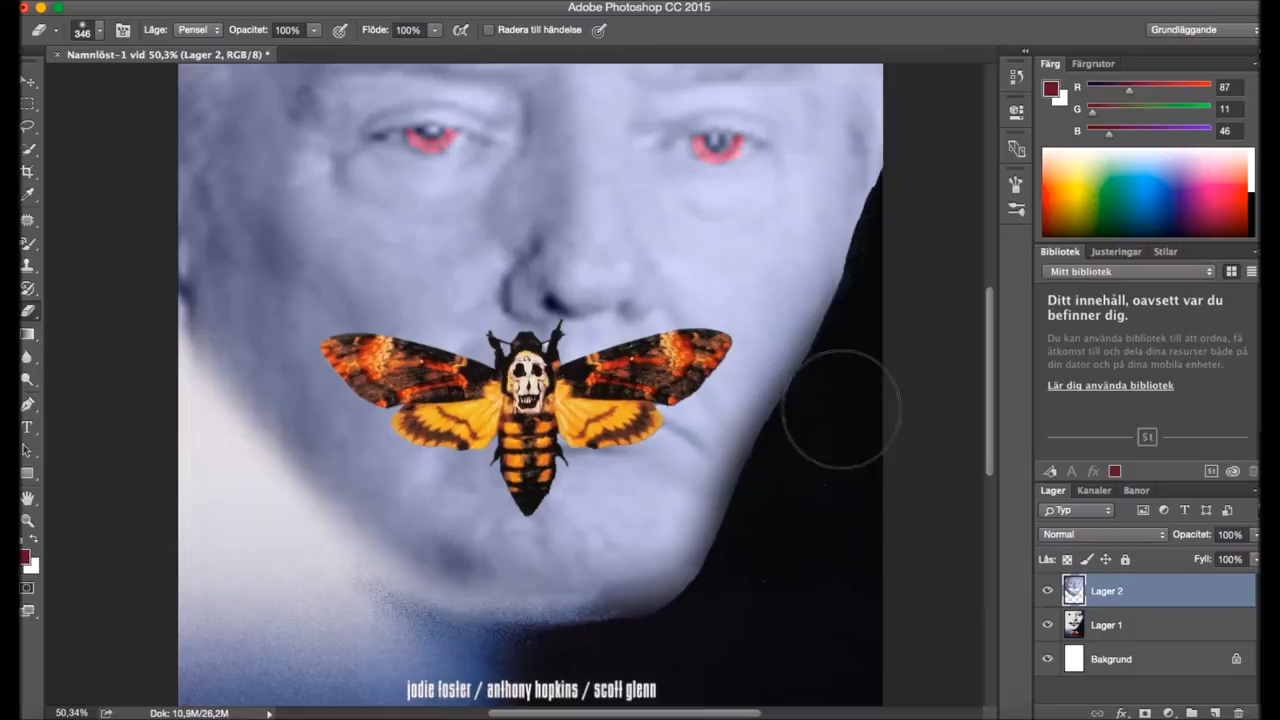 Adobe Photoshop CC 2015
346 Läge: Pensel Opacitet: 100% Flöde: 100% Radera till händelse Grundläggande
× Namnlöst-1 vid 50,3% (Lager 2, RGB/8) *
Färg Färgrutor
R 87
G 11
B 46
Bibliotek Justeringar Stilar
Mitt bibliotek
Ditt innehåll, oavsett var du
befinner dig.
Du kan använda bibliotek till att ordna, få
åtkomst till och dela dina resurser både på
din dator och i dina mobila enheter.
Lär dig använda bibliotek
St
A fx St
Lager Kanaler Banor
Typ T
Normal Opacitet: 100%
Lås: Fyll: 100%
Lager 2
Lager 1
Bakgrund
jodie foster / anthony hopkins / scott glenn
50,34% Dok: 10,9M/26,2M fx
T